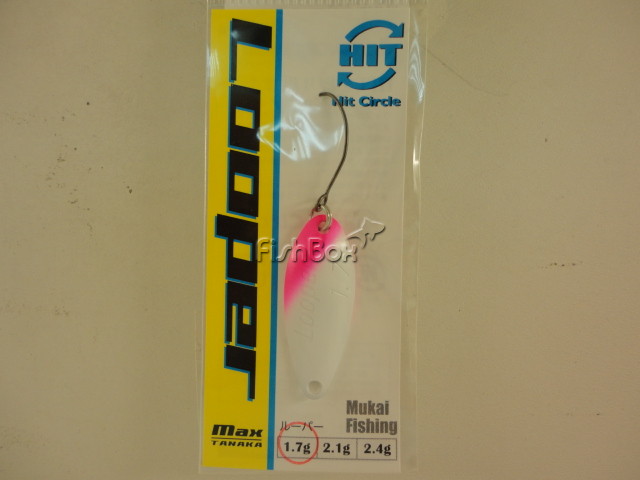 Looper
HIT
Hit Circle
FishBox
max
TANAKA
ルーパー
Mukai
Fishing
1.7g 2.1g 2.4g